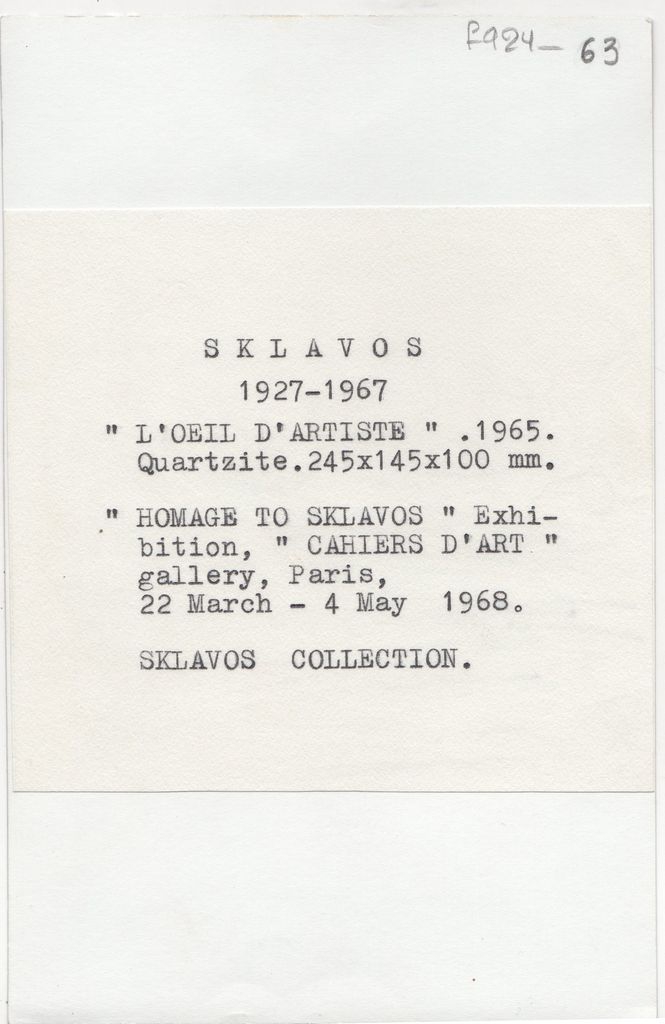 F924- 63
S K L A V O S
1927-1967
" L'OEIL D'ARTISTE " .1965.
Quartzite.245x145x100 mm.
" HOMAGE TO SKLAVOS " Exhi-
bition, " CAHIERS D'ART "
gallery, Paris,
22 March - 4 May 1968.
SKLAVOS COLLECTION.